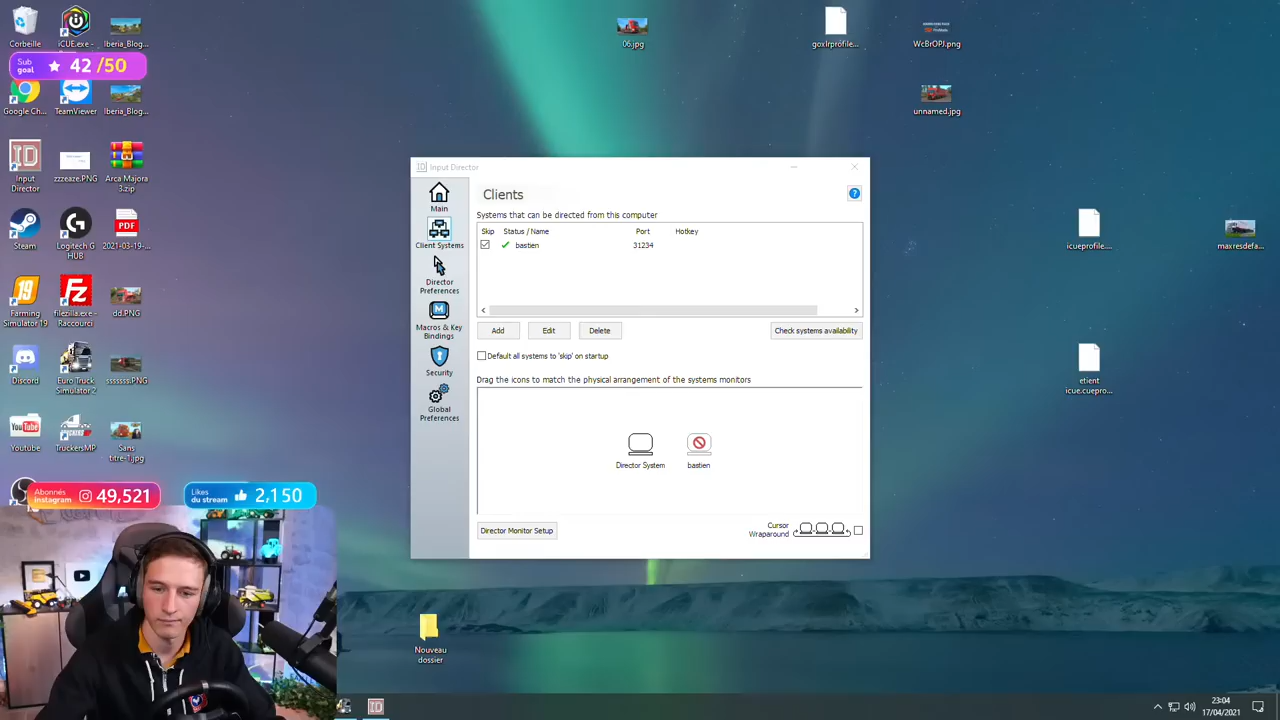 Corbeille
iCUE.exe -
Iberia_Blog...
06.jpg
goxlrprofile...
WcBrOPJ.png
Sub
goal
42 /50
Google Ch...
TeamViewer
Iberia_Blog...
unnamed.jpg
Input
Director
zzzeaze.PNG
Arca Majora
3.zip
Steam
Logitech G
HUB
2021-03-19-...
PDF
Farming
Simulator 19
filezilla.exe -
Raccourci
dd.PNG
Discord
Euro Truck
Simulator 2
sssssss.PNG
Youtube
TruckersMP
Sans
titre-1.jpg
icueprofile....
maxresdefa...
etient
icue.cuepro...
Input Director
Main
Client Systems
Director
Preferences
Macros & Key
Bindings
Security
Global
Preferences
Clients
Systems that can be directed from this computer
Skip Status / Name Port Hotkey
bastien 31234
Add Edit Delete Check systems availability
Default all systems to 'skip' on startup
Drag the icons to match the physical arrangement of the systems monitors
Director System bastien
Director Monitor Setup
Cursor
Wraparound
Abonnés
instagram
49,521
Likes
du stream
2,150
Nouveau
dossier
23:04
17/04/2021